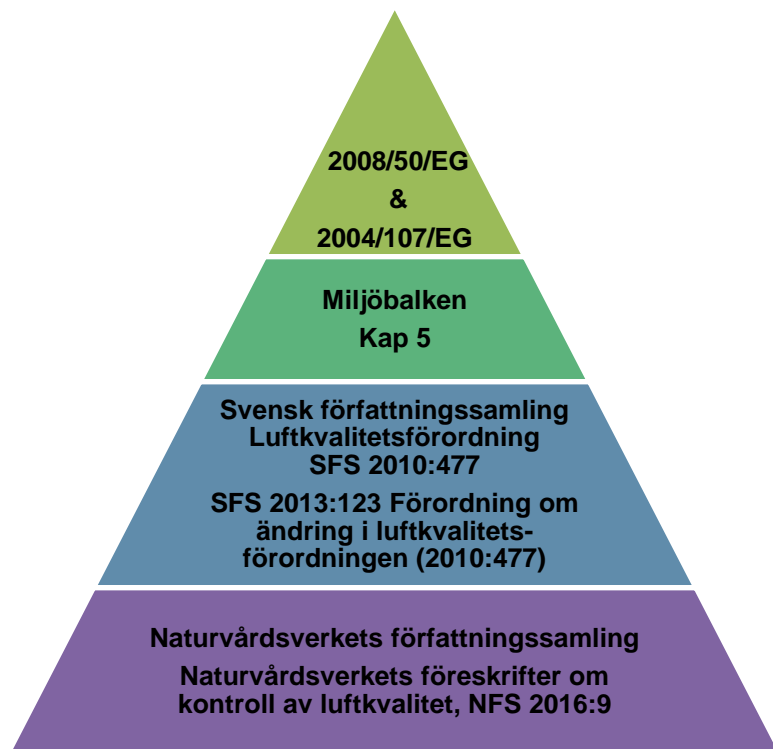 2008/50/EG
&
2004/107/EG
Miljöbalken
Kap 5
Svensk författningssamling
Luftkvalitetsförordning
SFS 2010:477
SFS 2013:123 Förordning om
ändring i luftkvalitets-
förordningen (2010:477)
Naturvårdsverkets författningssamling
Naturvårdsverkets föreskrifter om
kontroll av luftkvalitet, NFS 2016:9